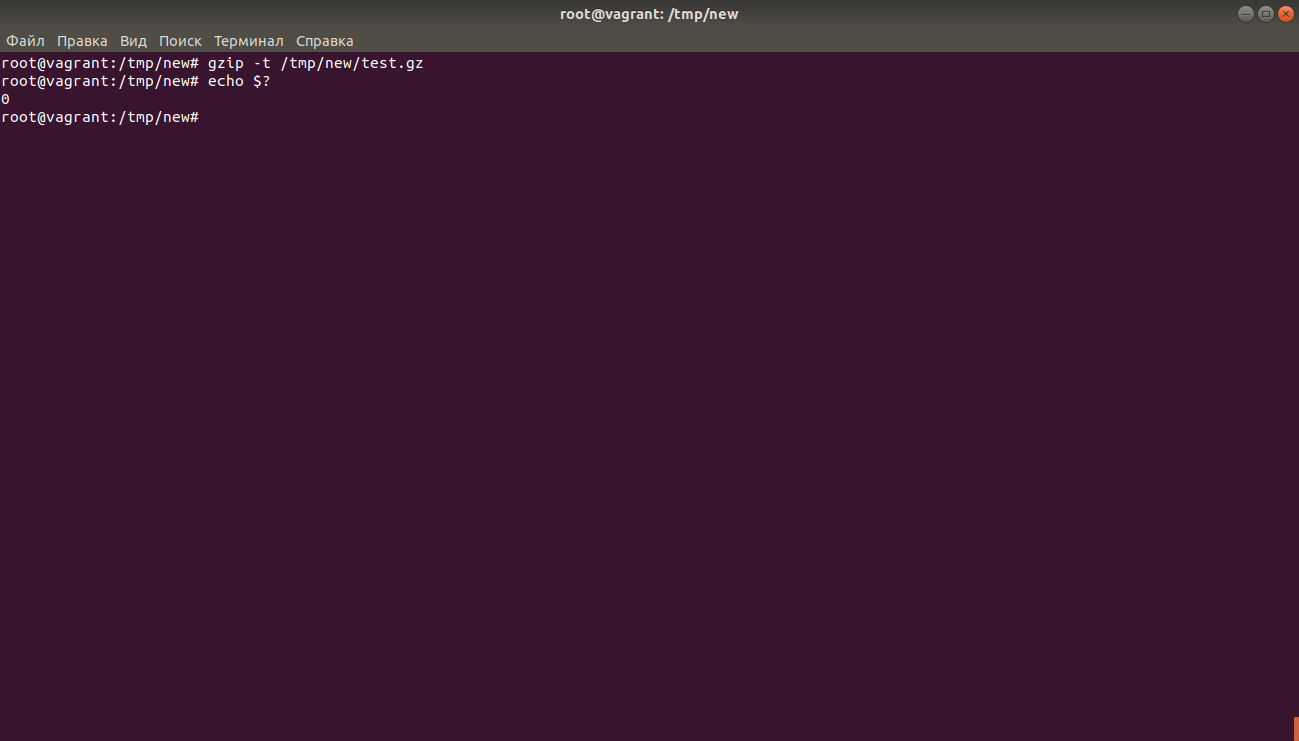 root@vagrant: /tmp/new
Файл Правка Вид Поиск Терминал Справка
root@vagrant:/tmp/new# gzip -t /tmp/new/test.gz
root@vagrant:/tmp/new# echo $?
0
root@vagrant:/tmp/new#